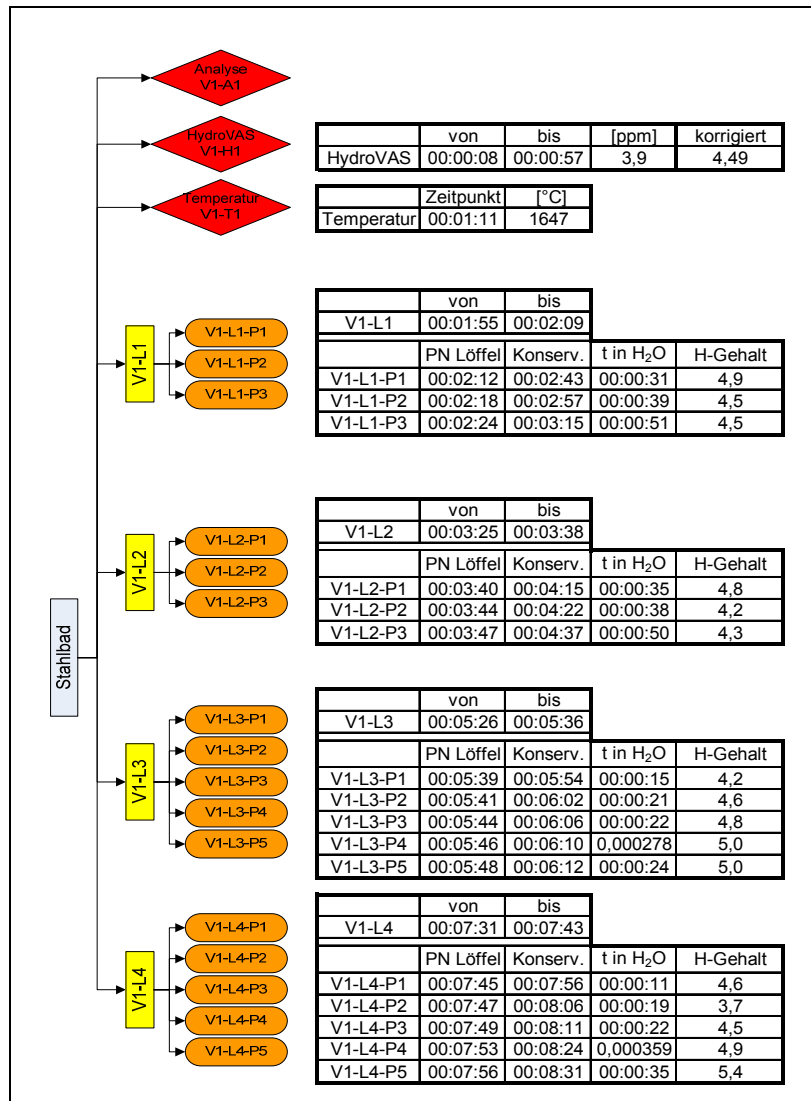 Analyse
V1-A1
HydroVAS
V1-H1
von bis [ppm] korrigiert
HydroVAS 00:00:08 00:00:57 3,9 4,49
Temperatur
V1-T1
Zeitpunkt [°C]
Temperatur 00:01:11 1647
Stahlbad
V1-L1
V1-L1-P1
V1-L1-P2
V1-L1-P3
von bis
V1-L1 00:01:55 00:02:09
PN Löffel Konserv. t in H₂O H-Gehalt
V1-L1-P1 00:02:12 00:02:43 00:00:31 4,9
V1-L1-P2 00:02:18 00:02:57 00:00:39 4,5
V1-L1-P3 00:02:24 00:03:15 00:00:51 4,5
V1-L2
V1-L2-P1
V1-L2-P2
V1-L2-P3
von bis
V1-L2 00:03:25 00:03:38
PN Löffel Konserv. t in H₂O H-Gehalt
V1-L2-P1 00:03:40 00:04:15 00:00:35 4,8
V1-L2-P2 00:03:44 00:04:22 00:00:38 4,2
V1-L2-P3 00:03:47 00:04:37 00:00:50 4,3
V1-L3
V1-L3-P1
V1-L3-P2
V1-L3-P3
V1-L3-P4
V1-L3-P5
von bis
V1-L3 00:05:26 00:05:36
PN Löffel Konserv. t in H₂O H-Gehalt
V1-L3-P1 00:05:39 00:05:54 00:00:15 4,2
V1-L3-P2 00:05:41 00:06:02 00:00:21 4,6
V1-L3-P3 00:05:44 00:06:06 00:00:22 4,8
V1-L3-P4 00:05:46 00:06:10 0,000278 5,0
V1-L3-P5 00:05:48 00:06:12 00:00:24 5,0
V1-L4
V1-L4-P1
V1-L4-P2
V1-L4-P3
V1-L4-P4
V1-L4-P5
von bis
V1-L4 00:07:31 00:07:43
PN Löffel Konserv. t in H₂O H-Gehalt
V1-L4-P1 00:07:45 00:07:56 00:00:11 4,6
V1-L4-P2 00:07:47 00:08:06 00:00:19 3,7
V1-L4-P3 00:07:49 00:08:11 00:00:22 4,5
V1-L4-P4 00:07:53 00:08:24 0,000359 4,9
V1-L4-P5 00:07:56 00:08:31 00:00:35 5,4